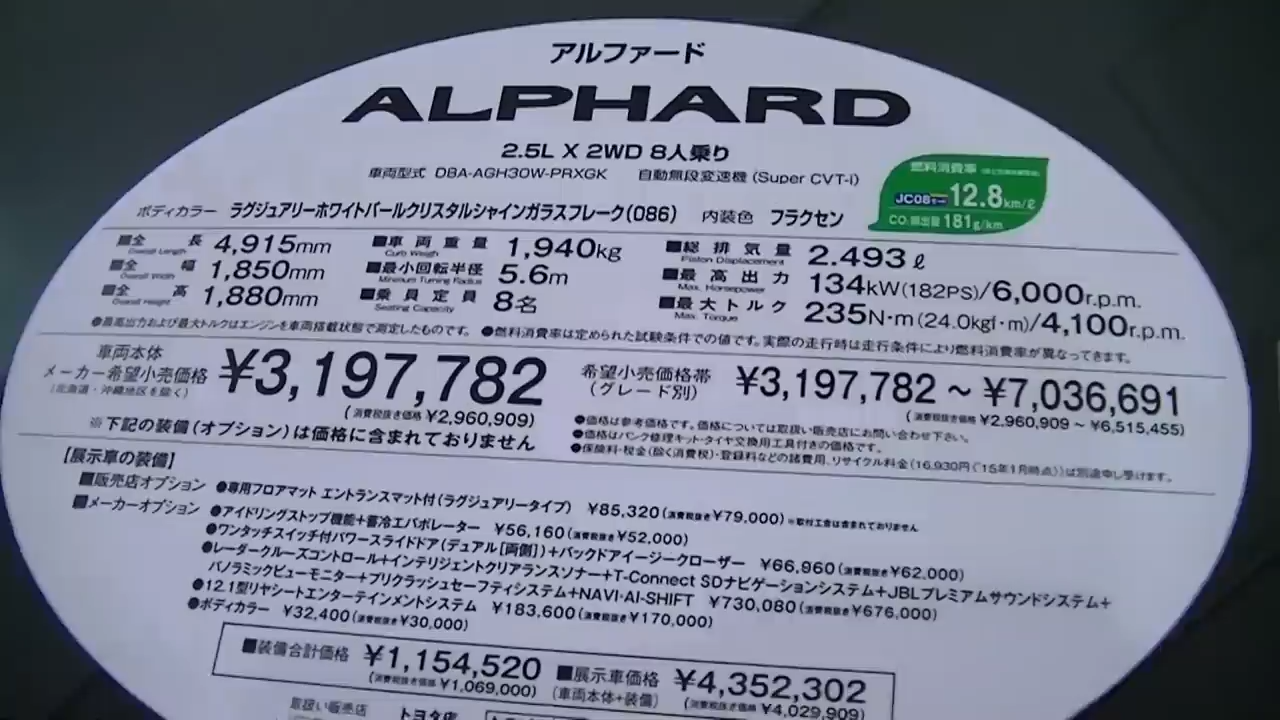 アルファード
ALPHARD
2.5L X 2WD 8人乗り
車両型式 DBA-AGH30W-PRXGK 自動無段変速機 (Super CVT-i)
燃料消費率
JC08モード 12.8km/ℓ
CO₂排出量 181g/km
ボディカラー ラグジュアリーホワイトパールクリスタルシャインガラスフレーク(086) 内装色 フラクセン
■全長 4,915mm ■車両重量 1,940kg ■総排気量 2.493ℓ
Overall Length Curb Weigh Piston Displacement
■全幅 1,850mm ■最小回転半径 5.6m ■最高出力 134kW(182PS)/6,000r.p.m.
Overall Width Minimum Turning Radius Max. Horsepower
■全高 1,880mm ■乗員定員 8名 ■最大トルク 235N・m(24.0kgf・m)/4,100r.p.m.
Overall Height Seating Capacity Max. Torque
●最高出力および最大トルクはエンジンを車両搭載状態で測定したものです。 ●燃料消費率は定められた試験条件での値です。実際の走行時は走行条件により燃料消費率が異なってきます。
車両本体
メーカー希望小売価格 ¥3,197,782
(北海道・沖縄地区を除く)
(消費税抜き価格 ¥2,960,909)
※下記の装備(オプション)は価格に含まれておりません
希望小売価格帯
(グレード別) ¥3,197,782 ~ ¥7,036,691
(消費税抜き価格 ¥2,960,909 ~ ¥6,515,455)
●価格は参考価格です。価格については取扱い販売店にお問い合わせ下さい。
●価格はパンク修理キット・タイヤ交換用工具付きの価格です。
●保険料・税金(除く消費税)・登録料などの諸費用、リサイクル料金(16,930円('15年1月時点))は別途申し受けます。
【展示車の装備】
■販売店オプション ●専用フロアマット エントランスマット付(ラグジュアリータイプ) ¥85,320(消費税抜き¥79,000)※取付工会は含まれておりません
■メーカーオプション ●アイドリングストップ機能+蓄冷エバポレーター ¥56,160(消費税抜き¥52,000)
●ワンタッチスイッチ付パワースライドドア(デュアル[両側])+バックドアイージークローザー ¥66,960(消費税抜き¥62,000)
●レーダークルーズコントロール+インテリジェントクリアランスソナー+T-Connect SDナビゲーションシステム+JBLプレミアムサウンドシステム+
パノラミックビューモニター+プリクラッシュセーフティシステム+NAVI・AI-SHIFT ¥730,080(消費税抜き¥676,000)
●12.1型リヤシートエンターテインメントシステム ¥183,600(消費税抜き¥170,000)
●ボディカラー ¥32,400(消費税抜き¥30,000)
■装備合計価格 ¥1,154,520 ■展示車価格 ¥4,352,302
(消費税抜き価格 ¥1,069,000) (車両本体+装備) (消費税抜き価格 ¥4,029,909)
取扱い販売店 トヨタ店